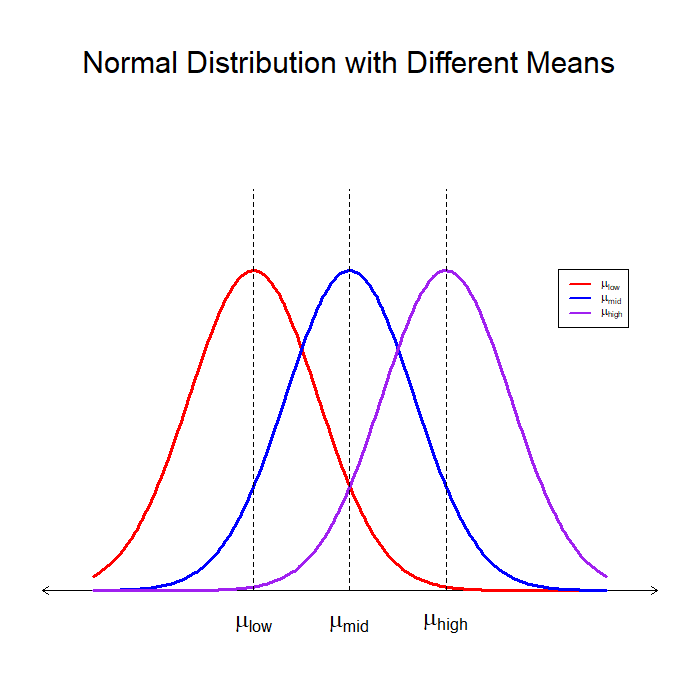 Normal Distribution with Different Means
μlow
μmid
μhigh
μlow μmid μhigh